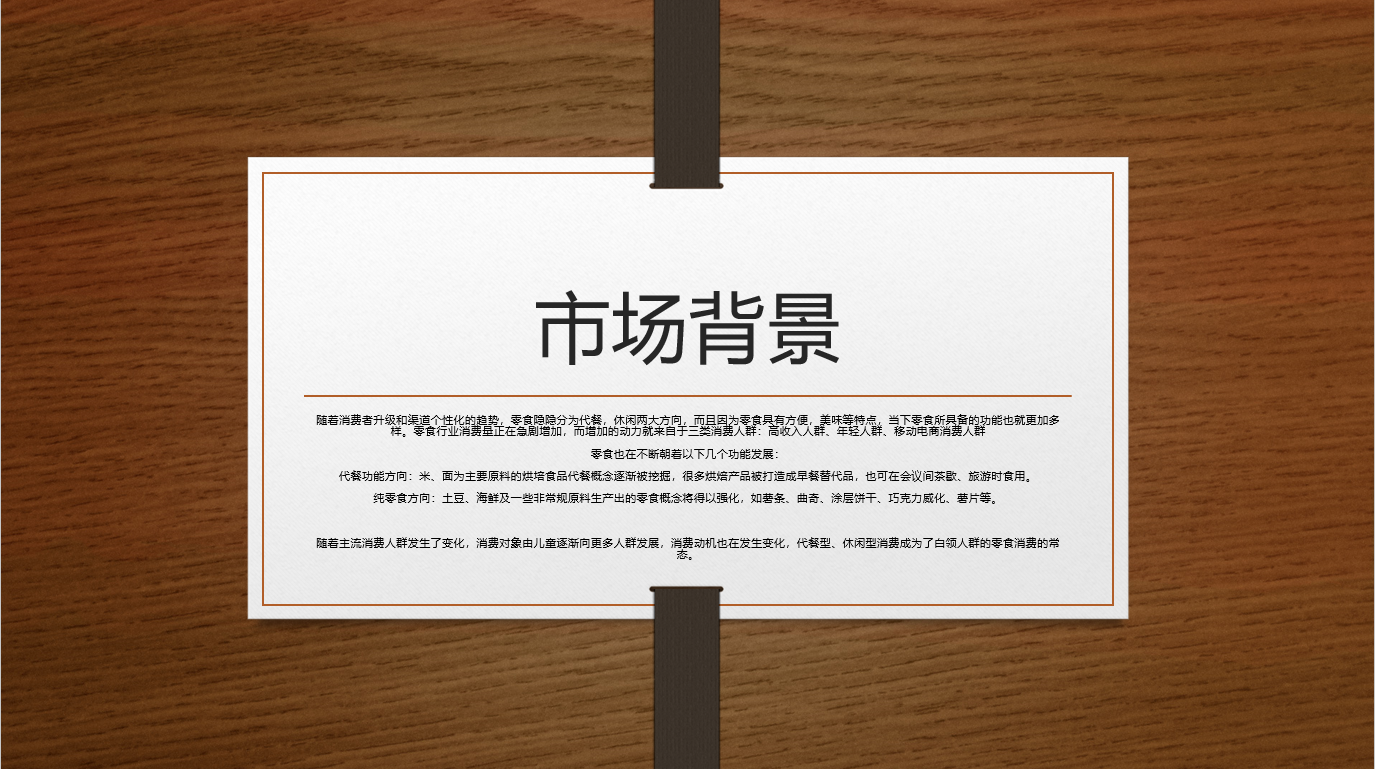 市场背景
随着消费者升级和渠道个性化的趋势，零食隐隐分为代餐，休闲两大方向，而且因为零食具有方便，美味等特点，当下零食所具备的功能也就更加多
样。零食行业消费量正在急剧增加，而增加的动力就来自于三类消费人群：高收入人群、年轻人群、移动电商消费人群
零食也在不断朝着以下几个功能发展：
代餐功能方向：米、面为主要原料的烘培食品代餐概念逐渐被挖掘，很多烘焙产品被打造成早餐替代品，也可在会议间茶歇、旅游时食用。
纯零食方向：土豆、海鲜及一些非常规原料生产出的零食概念将得以强化，如薯条、曲奇、涂层饼干、巧克力威化、薯片等。
随着主流消费人群发生了变化，消费对象由儿童逐渐向更多人群发展，消费动机也在发生变化，代餐型、休闲型消费成为了白领人群的零食消费的常
态。